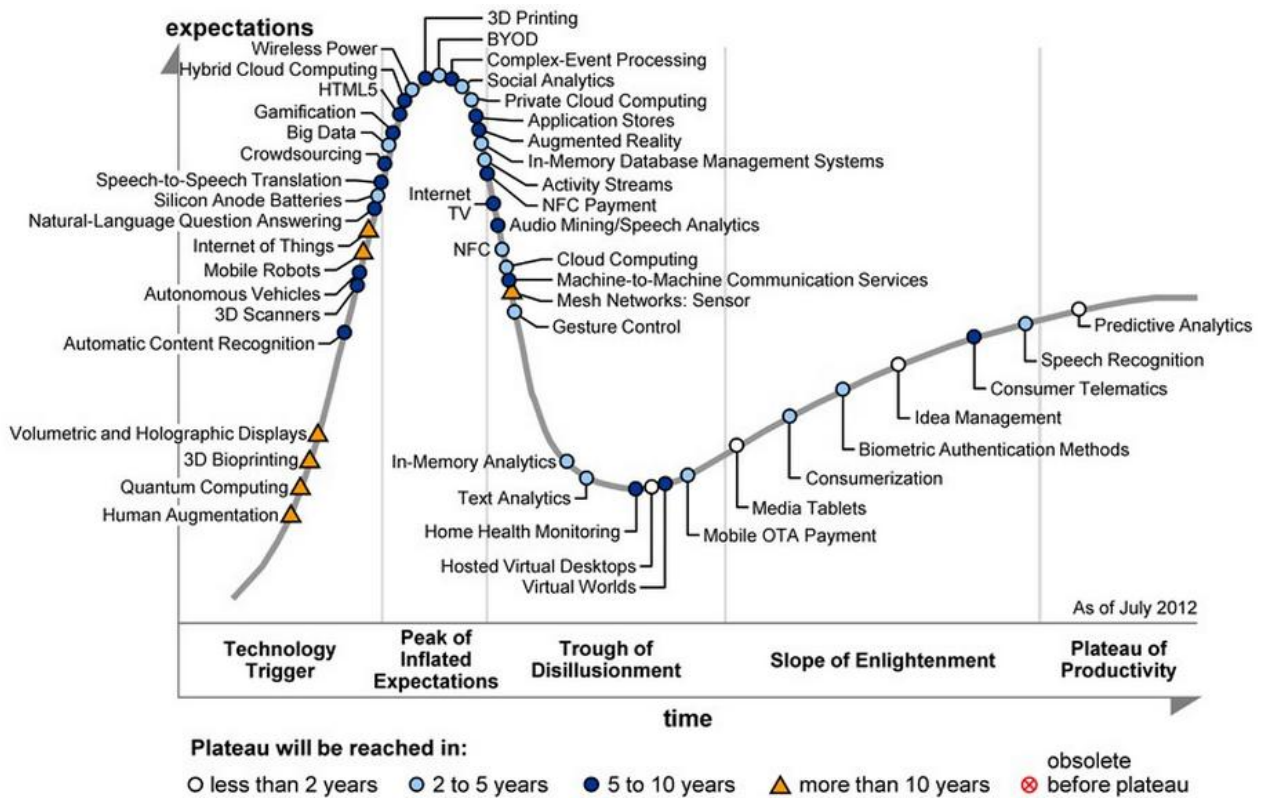 expectations
3D Printing
BYOD
Wireless Power
Complex-Event Processing
Hybrid Cloud Computing
Social Analytics
HTML5
Private Cloud Computing
Gamification
Application Stores
Big Data
Augmented Reality
Crowdsourcing
In-Memory Database Management Systems
Speech-to-Speech Translation
Activity Streams
Silicon Anode Batteries
Internet
TV
NFC Payment
Natural-Language Question Answering
Audio Mining/Speech Analytics
Internet of Things
NFC
Cloud Computing
Mobile Robots
Machine-to-Machine Communication Services
Autonomous Vehicles
Mesh Networks: Sensor
3D Scanners
Gesture Control
Automatic Content Recognition
Predictive Analytics
Speech Recognition
Consumer Telematics
Idea Management
Volumetric and Holographic Displays
Biometric Authentication Methods
3D Bioprinting
In-Memory Analytics
Consumerization
Quantum Computing
Text Analytics
Media Tablets
Human Augmentation
Home Health Monitoring
Mobile OTA Payment
Hosted Virtual Desktops
Virtual Worlds
As of July 2012
Technology
Trigger
Peak of
Inflated
Expectations
Trough of
Disillusionment
Slope of Enlightenment
Plateau of
Productivity
time
Plateau will be reached in:
less than 2 years
2 to 5 years
5 to 10 years
more than 10 years
obsolete
before plateau